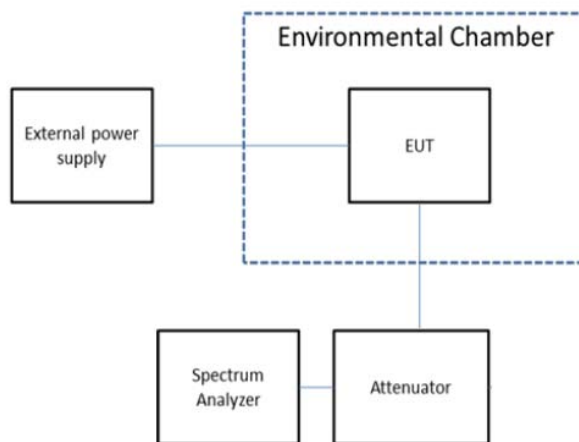 Environmental Chamber
External power
supply
EUT
Spectrum
Analyzer
Attenuator